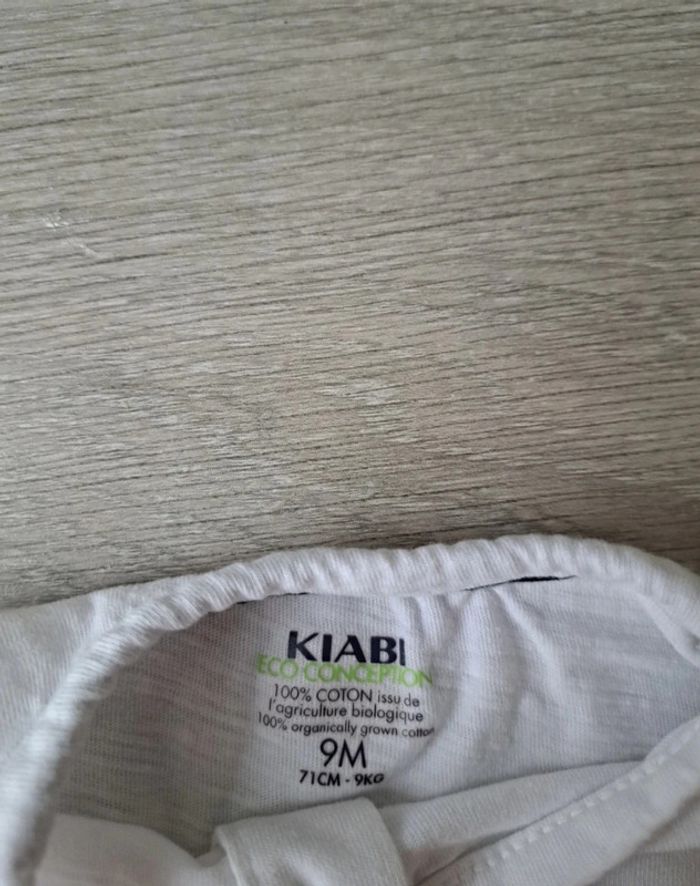 KIABI
ECO-CONCEPTION
100% COTON issu de
l'agriculture biologique
100% organically grown cotton
9M
71CM - 9KG